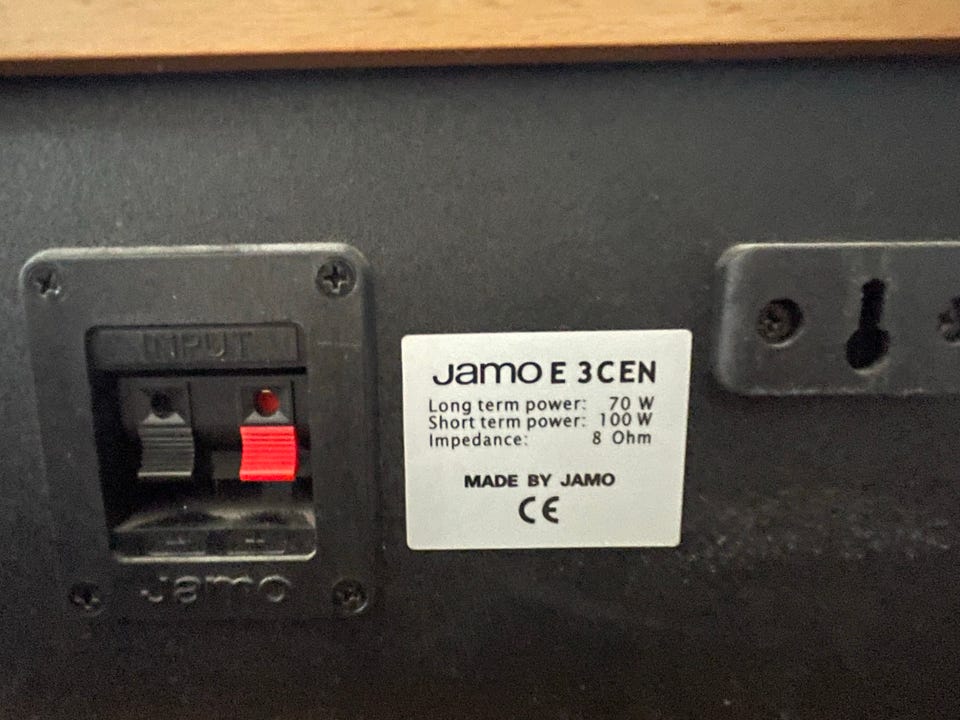 INPUT
Jamo
Jamo E 3CEN
Long term power: 70 W
Short term power: 100 W
Impedance: 8 Ohm
MADE BY JAMO
CE